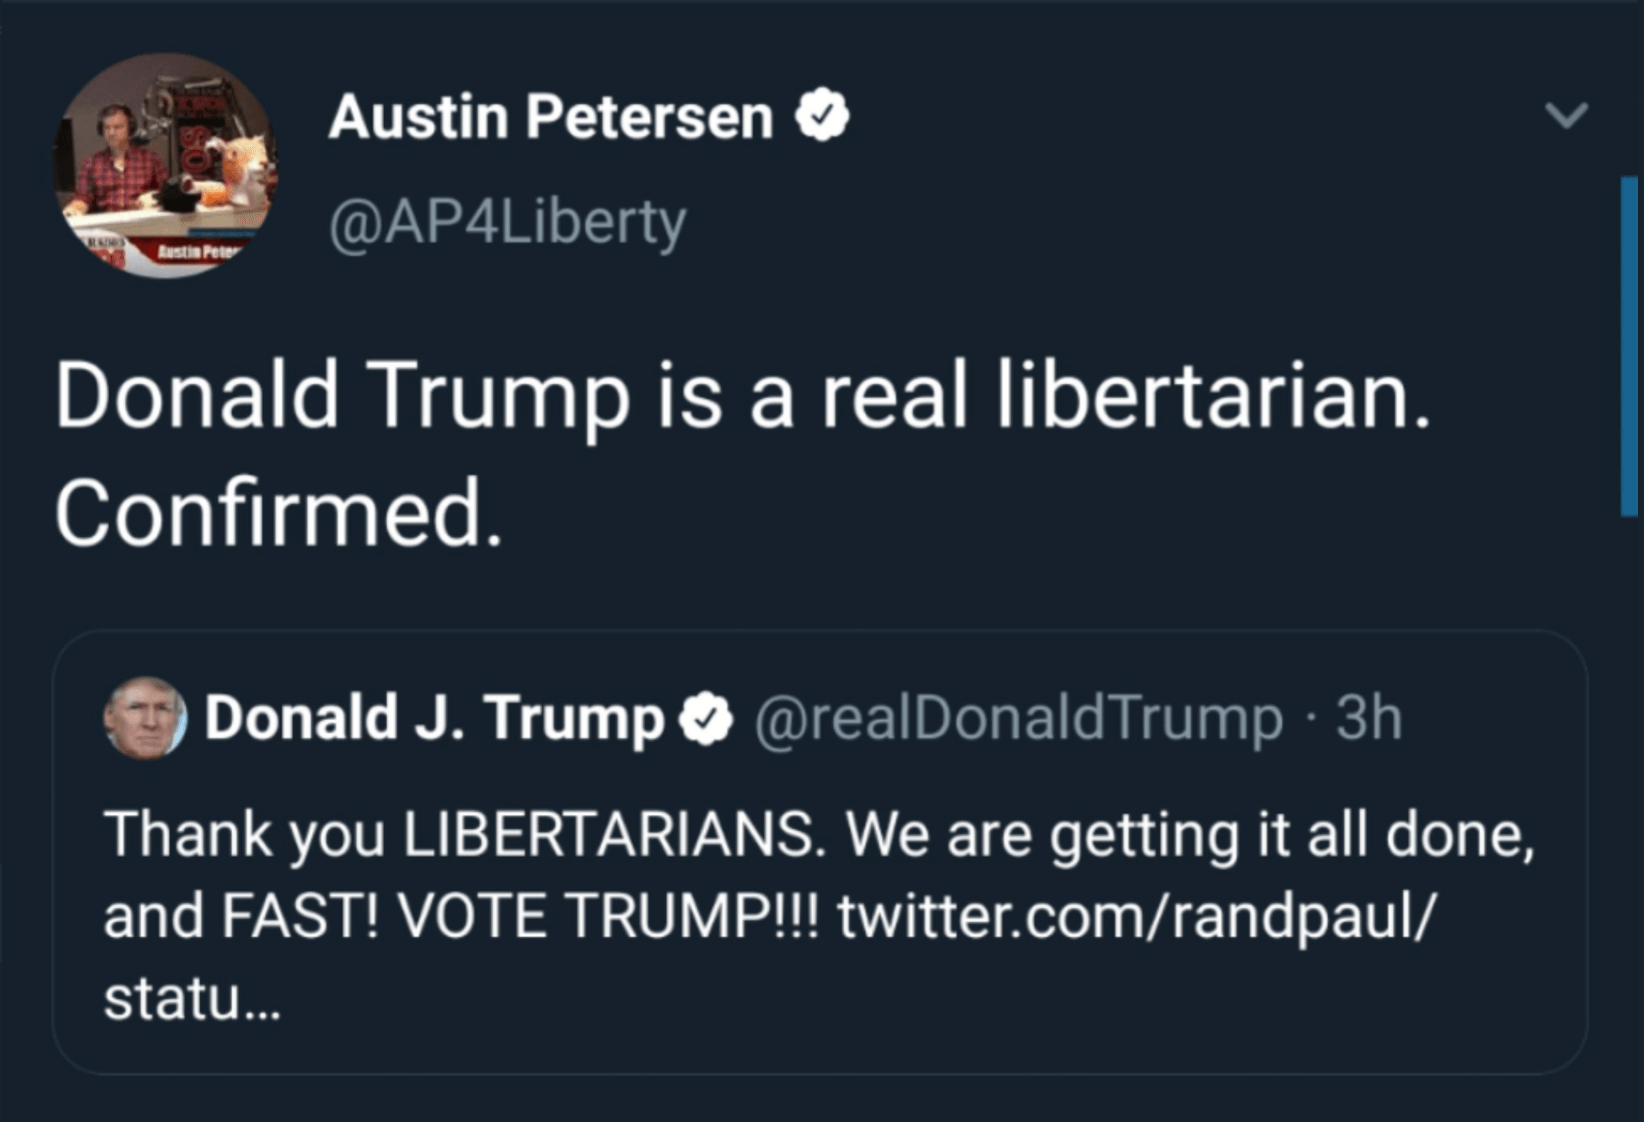 Austin Petersen
@AP4Liberty
Donald Trump is a real libertarian.
Confirmed.
Donald J. Trump @realDonaldTrump · 3h
Thank you LIBERTARIANS. We are getting it all done,
and FAST! VOTE TRUMP!!! twitter.com/randpaul/
statu…